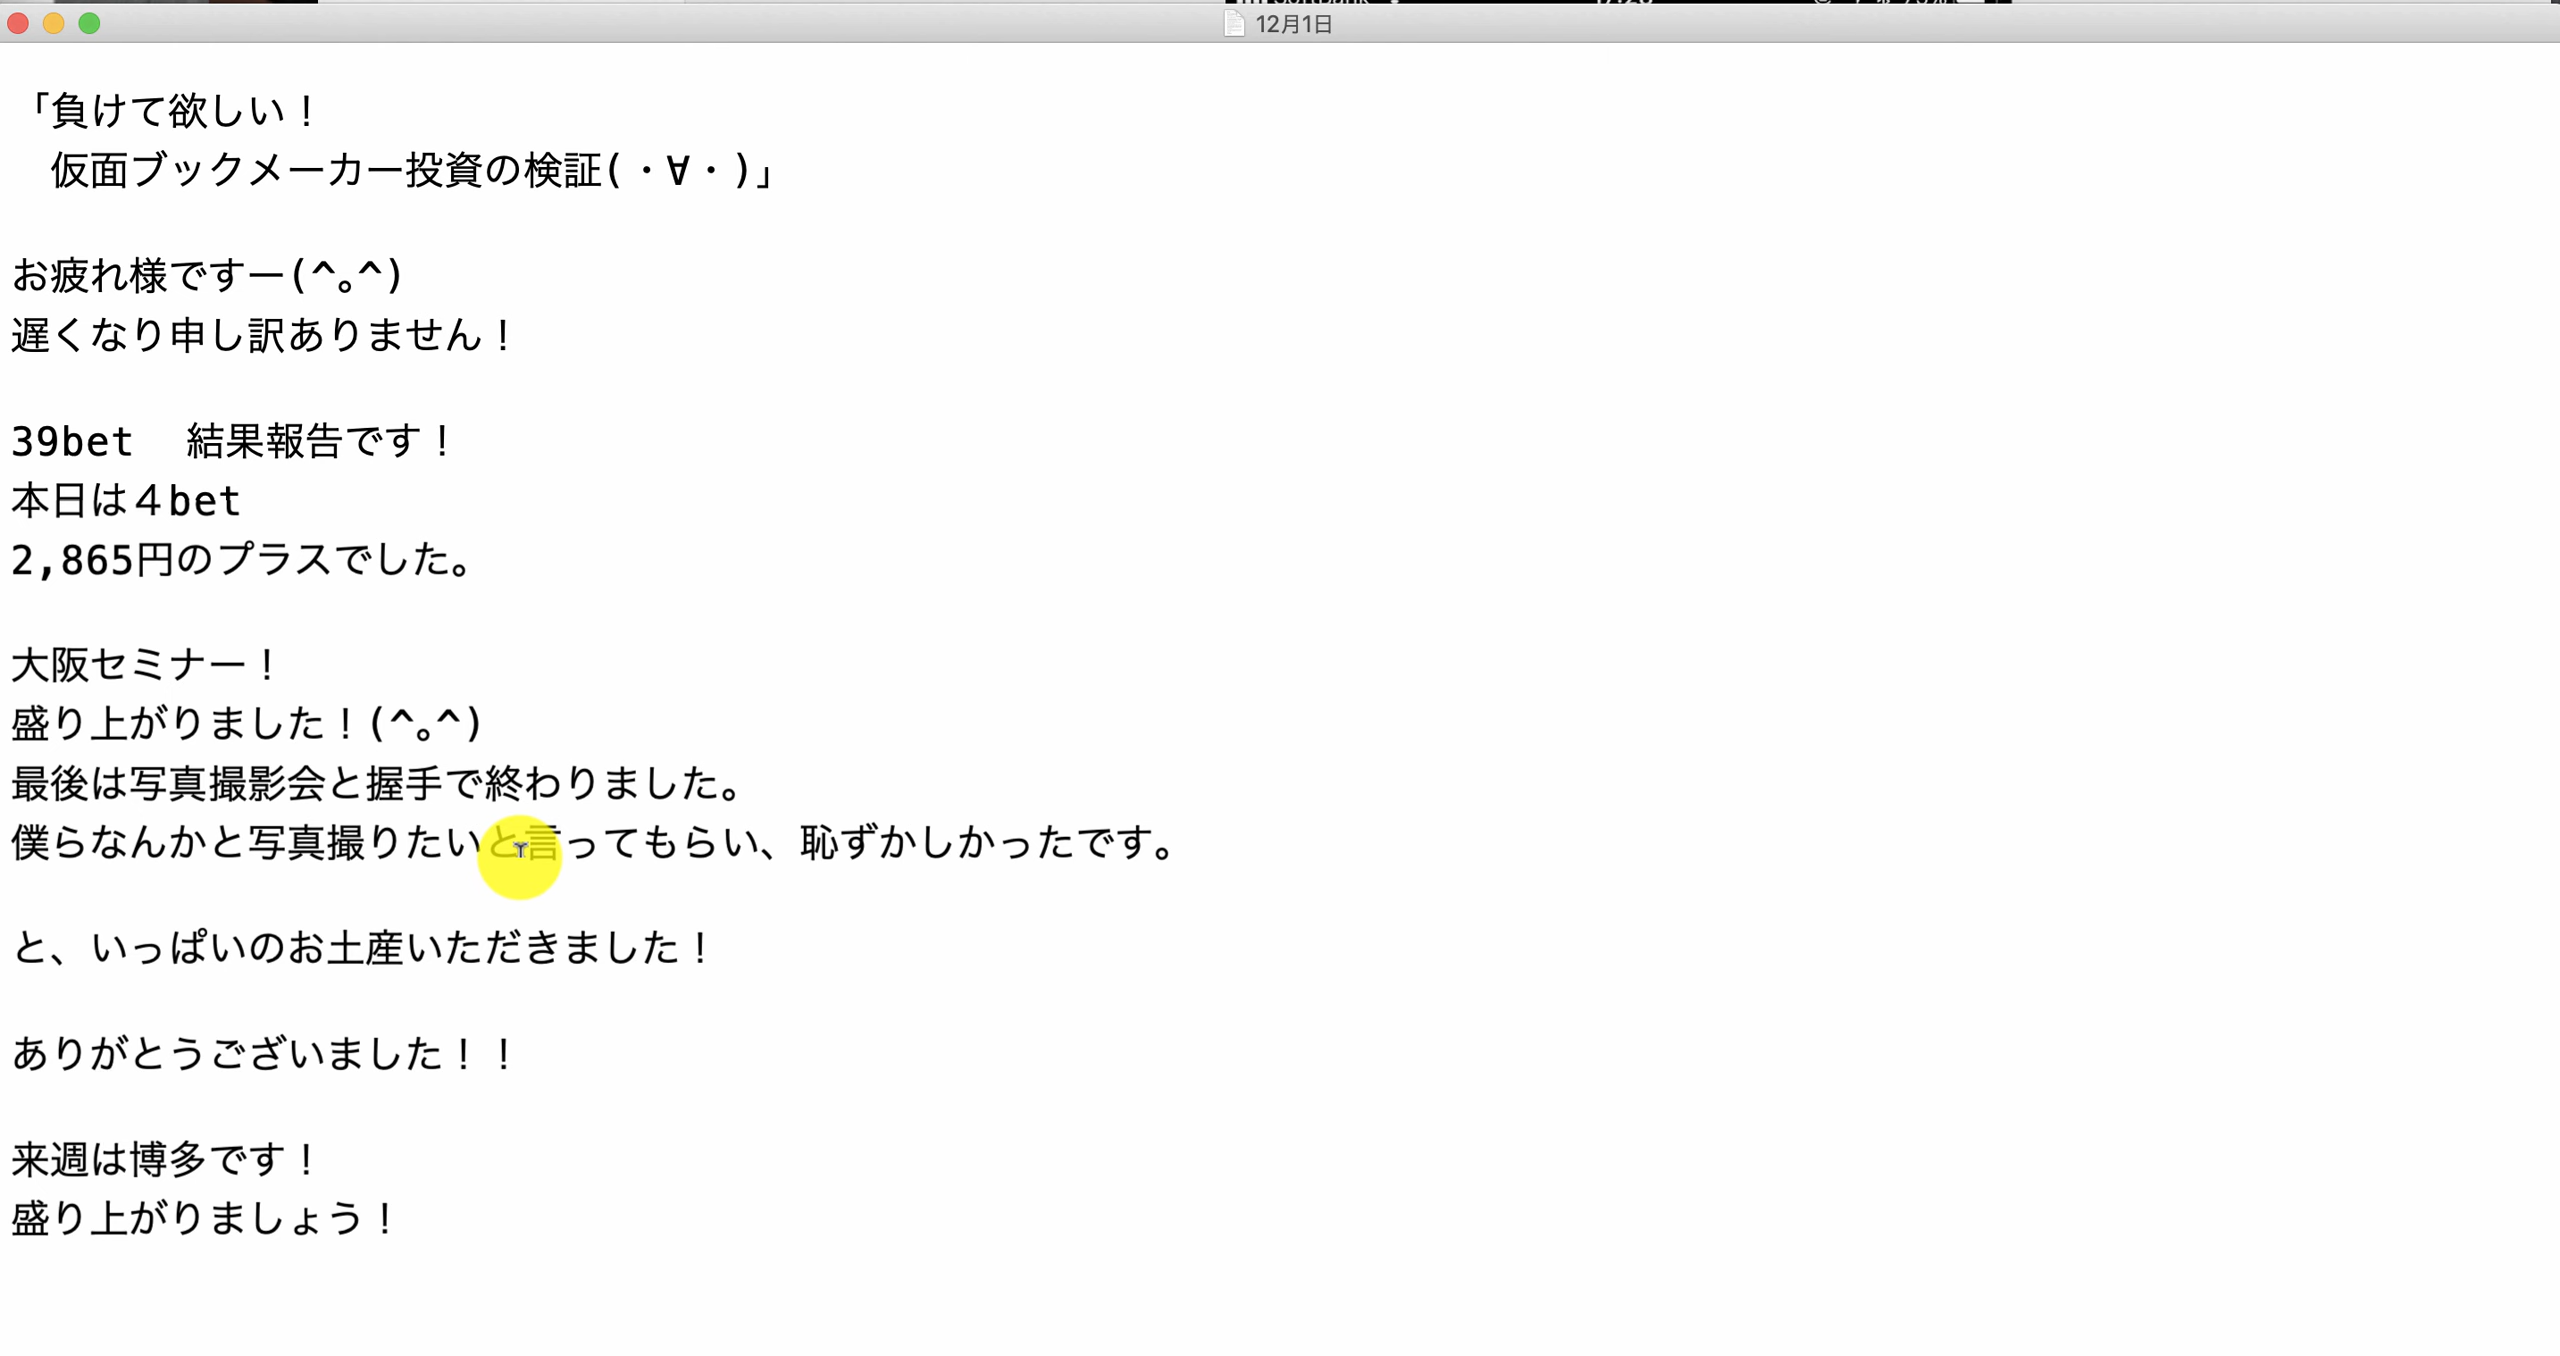 12月1日
「負けて欲しい！
　仮面ブックメーカー投資の検証(・∀・)」
お疲れ様ですー(^｡^)
遅くなり申し訳ありません！
39bet　結果報告です！
本日は４bet
2,865円のプラスでした。
大阪セミナー！
盛り上がりました！(^｡^)
最後は写真撮影会と握手で終わりました。
僕らなんかと写真撮りたいと言ってもらい、恥ずかしかったです。
と、いっぱいのお土産いただきました！
ありがとうございました！！
来週は博多です！
盛り上がりましょう！